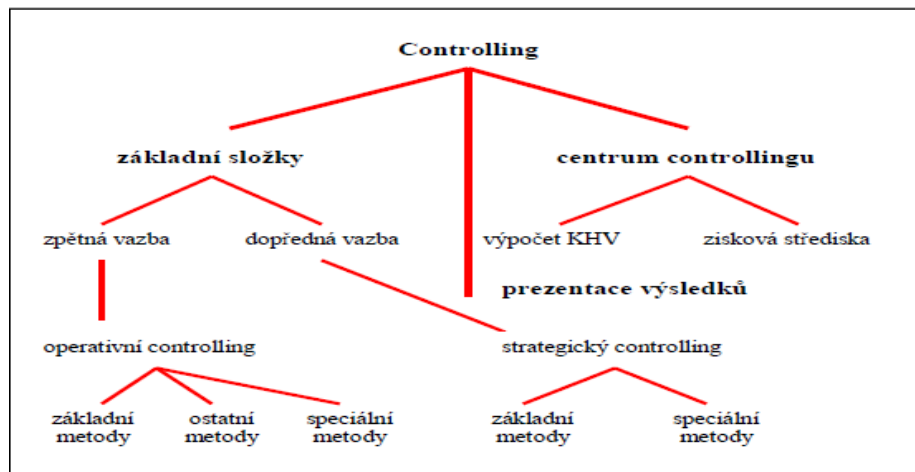 Controlling
základní složky
centrum controllingu
zpětná vazba
dopředná vazba
výpočet KHV
zisková střediska
prezentace výsledků
operativní controlling
strategický controlling
základní
metody
ostatní
metody
speciální
metody
základní
metody
speciální
metody